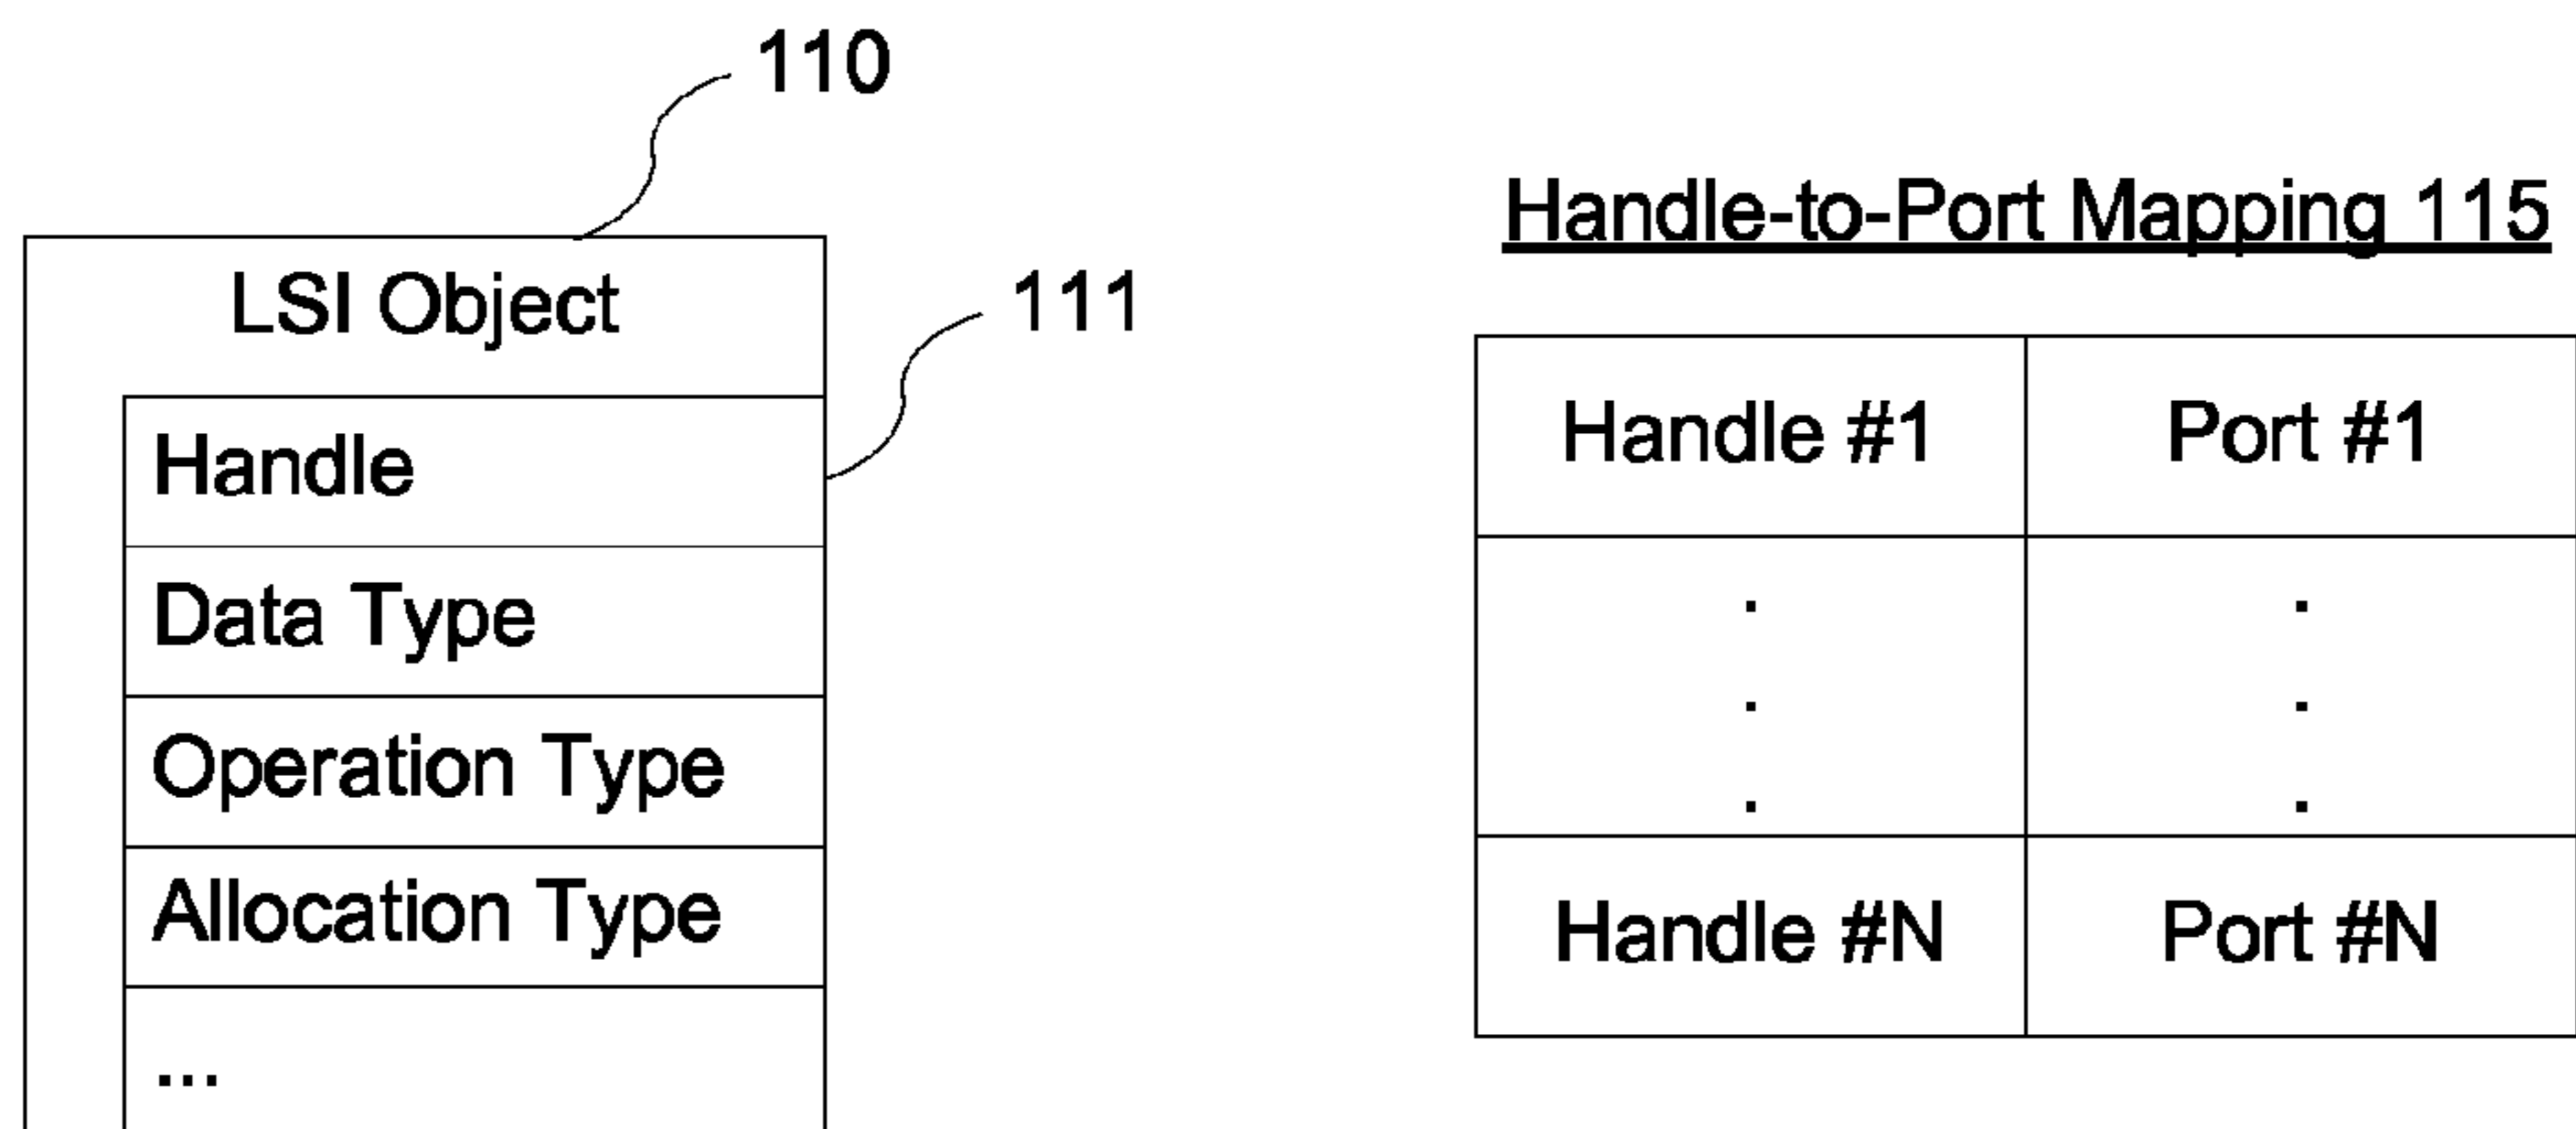 110
LSI Object
111
Handle
Data Type
Operation Type
Allocation Type
...
Handle-to-Port Mapping 115
Handle #1 Port #1
. .
. .
. .
Handle #N Port #N